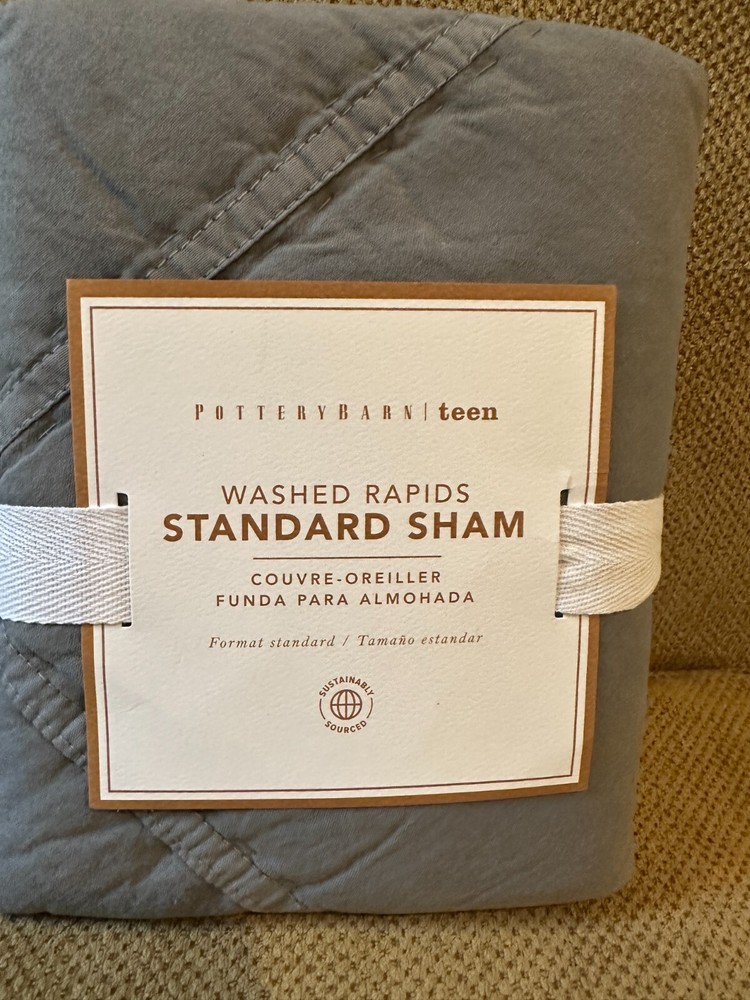 POTTERYBARN | teen
WASHED RAPIDS
STANDARD SHAM
COUVRE-OREILLER
FUNDA PARA ALMOHADA
Format standard / Tamaño estandar
SUSTAINABLY
SOURCED